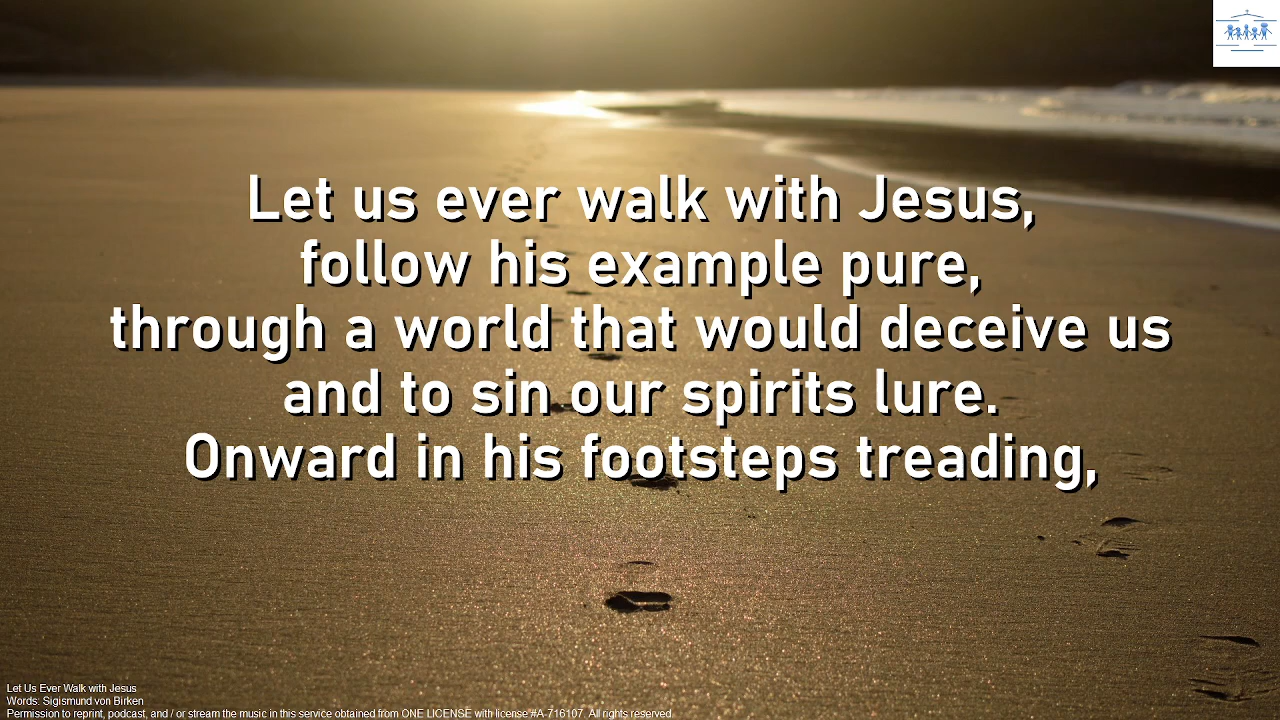 Let us ever walk with Jesus,
follow his example pure,
through a world that would deceive us
and to sin our spirits lure.
Onward in his footsteps treading,
Let Us Ever Walk with Jesus
Words: Sigismund von Birken
Permission to reprint, podcast, and / or stream the music in this service obtained from ONE LICENSE with license #A-716107. All rights reserved.